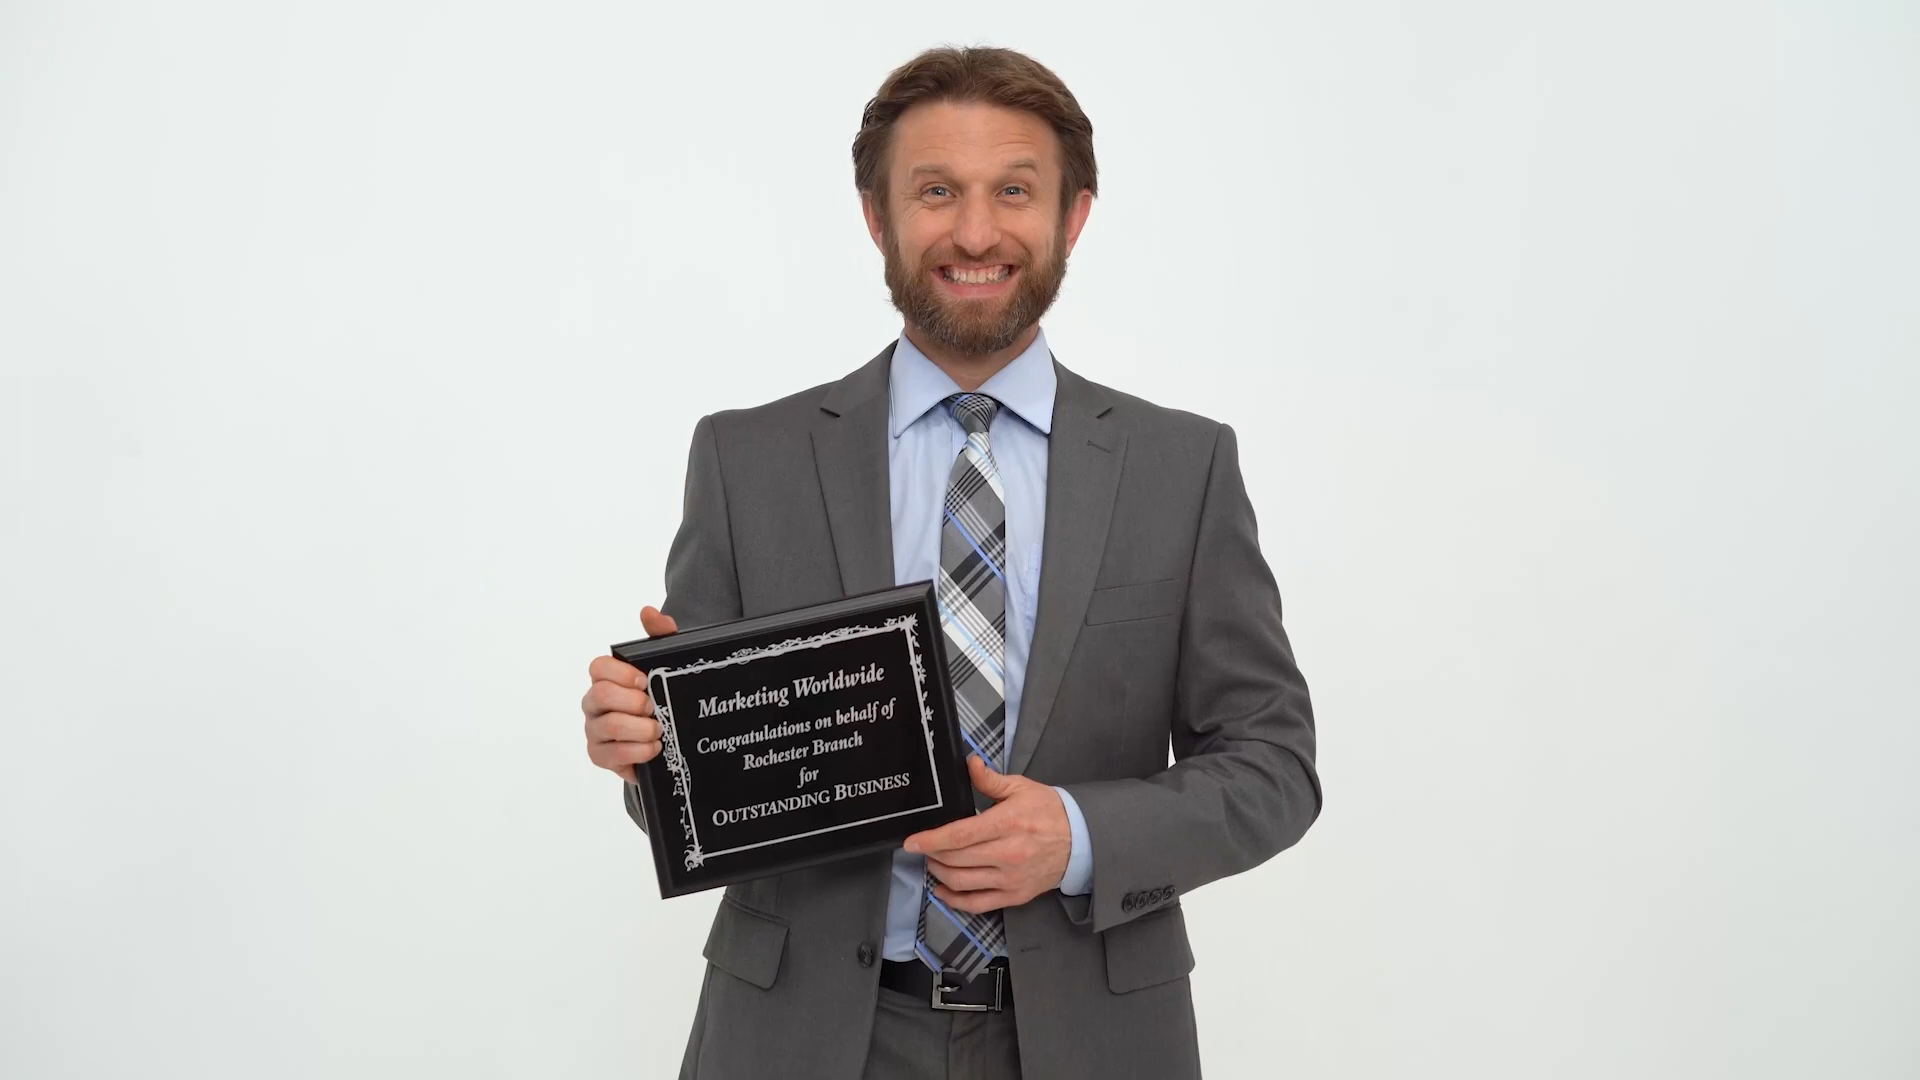 Marketing Worldwide
Congratulations on behalf of
Rochester Branch
for
OUTSTANDING BUSINESS